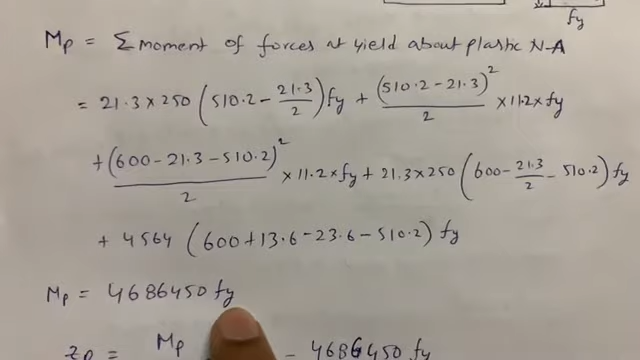 fy
Mp = Σ moment of forces at yield about plastic N-A
= 21.3×250 (510.2 - 21.3/2) fy + (510.2 - 21.3)²/2 × 11.2 × fy
+ (600 - 21.3 - 510.2)²/2 × 11.2 × fy + 21.3×250 (600 - 21.3/2 - 510.2) fy
+ 4564 (600 + 13.6 - 23.6 - 510.2) fy
Mp = 4686450 fy
Zp = Mp = 4686450 fy